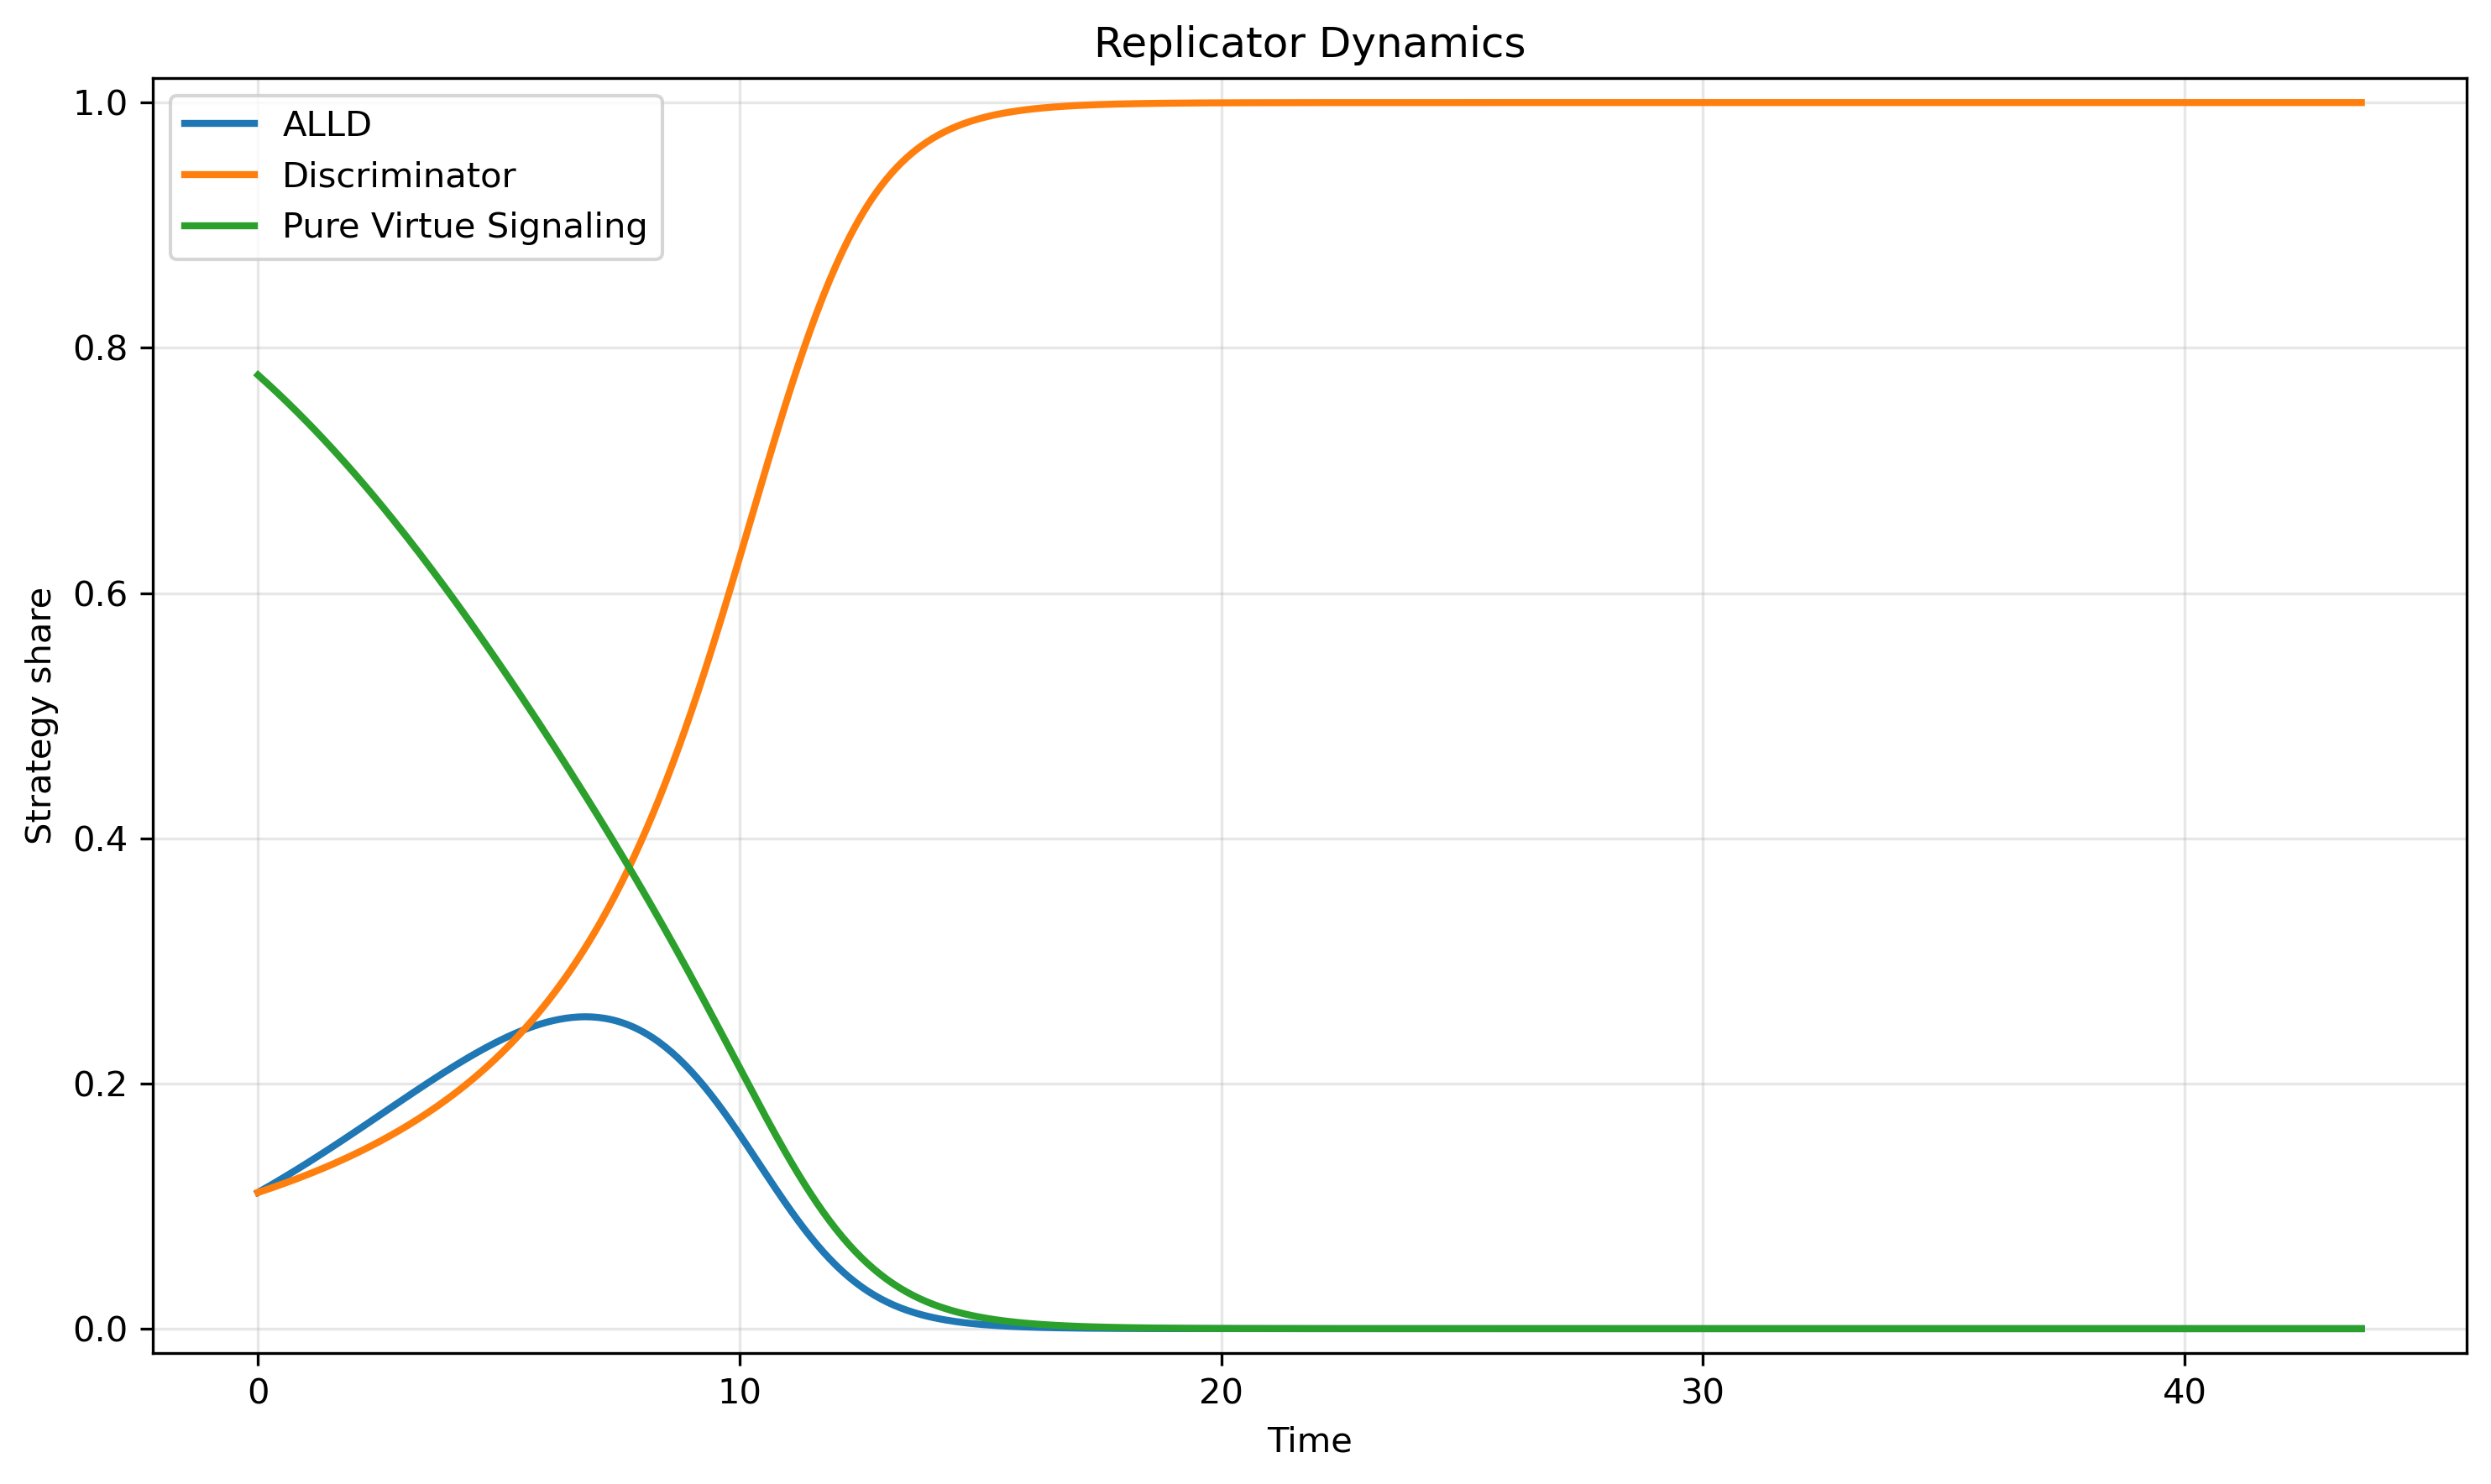 Replicator Dynamics
ALLD
Discriminator
Pure Virtue Signaling
Strategy share
1.0
0.8
0.6
0.4
0.2
0.0
0 10 20 30 40
Time